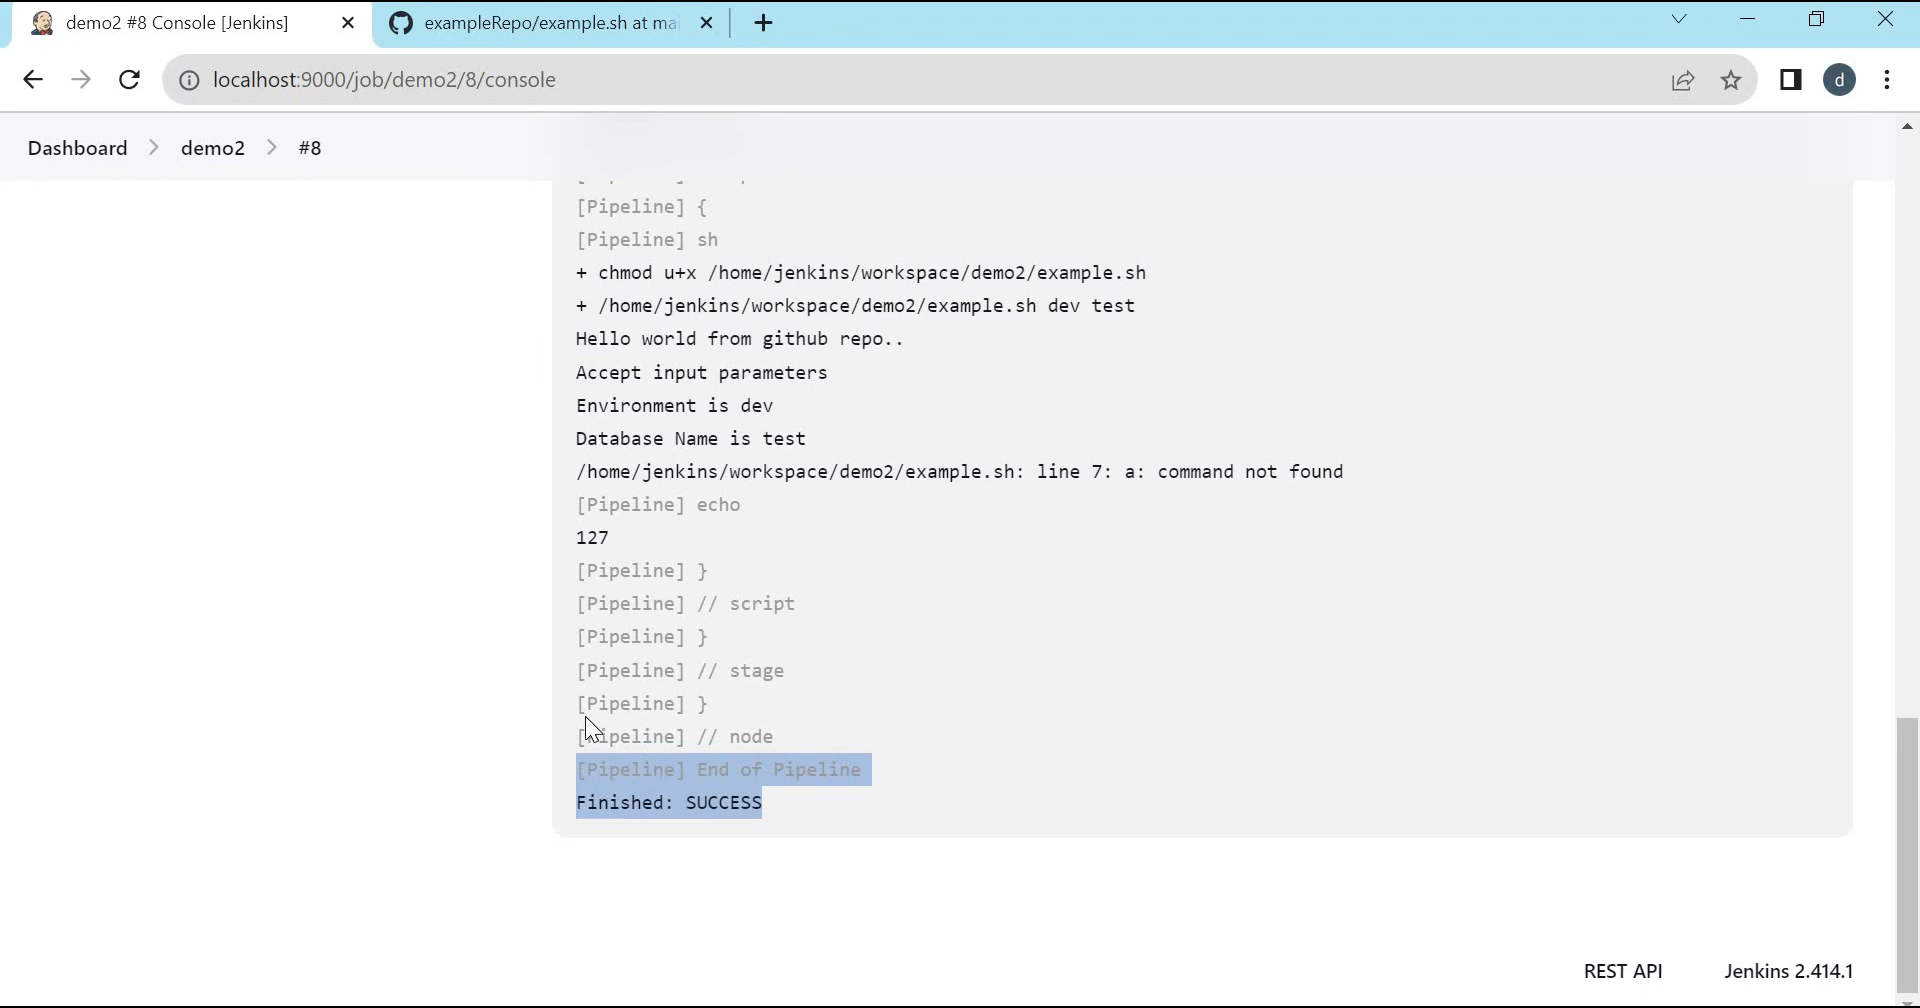 demo2 #8 Console [Jenkins]
exampleRepo/example.sh at mai
localhost:9000/job/demo2/8/console
d
Dashboard
demo2
#8
[Pipeline] {
[Pipeline] sh
+ chmod u+x /home/jenkins/workspace/demo2/example.sh
+ /home/jenkins/workspace/demo2/example.sh dev test
Hello world from github repo..
Accept input parameters
Environment is dev
Database Name is test
/home/jenkins/workspace/demo2/example.sh: line 7: a: command not found
[Pipeline] echo
127
[Pipeline] }
[Pipeline] // script
[Pipeline] }
[Pipeline] // stage
[Pipeline] }
[Pipeline] // node
[Pipeline] End of Pipeline
Finished: SUCCESS
REST API
Jenkins 2.414.1